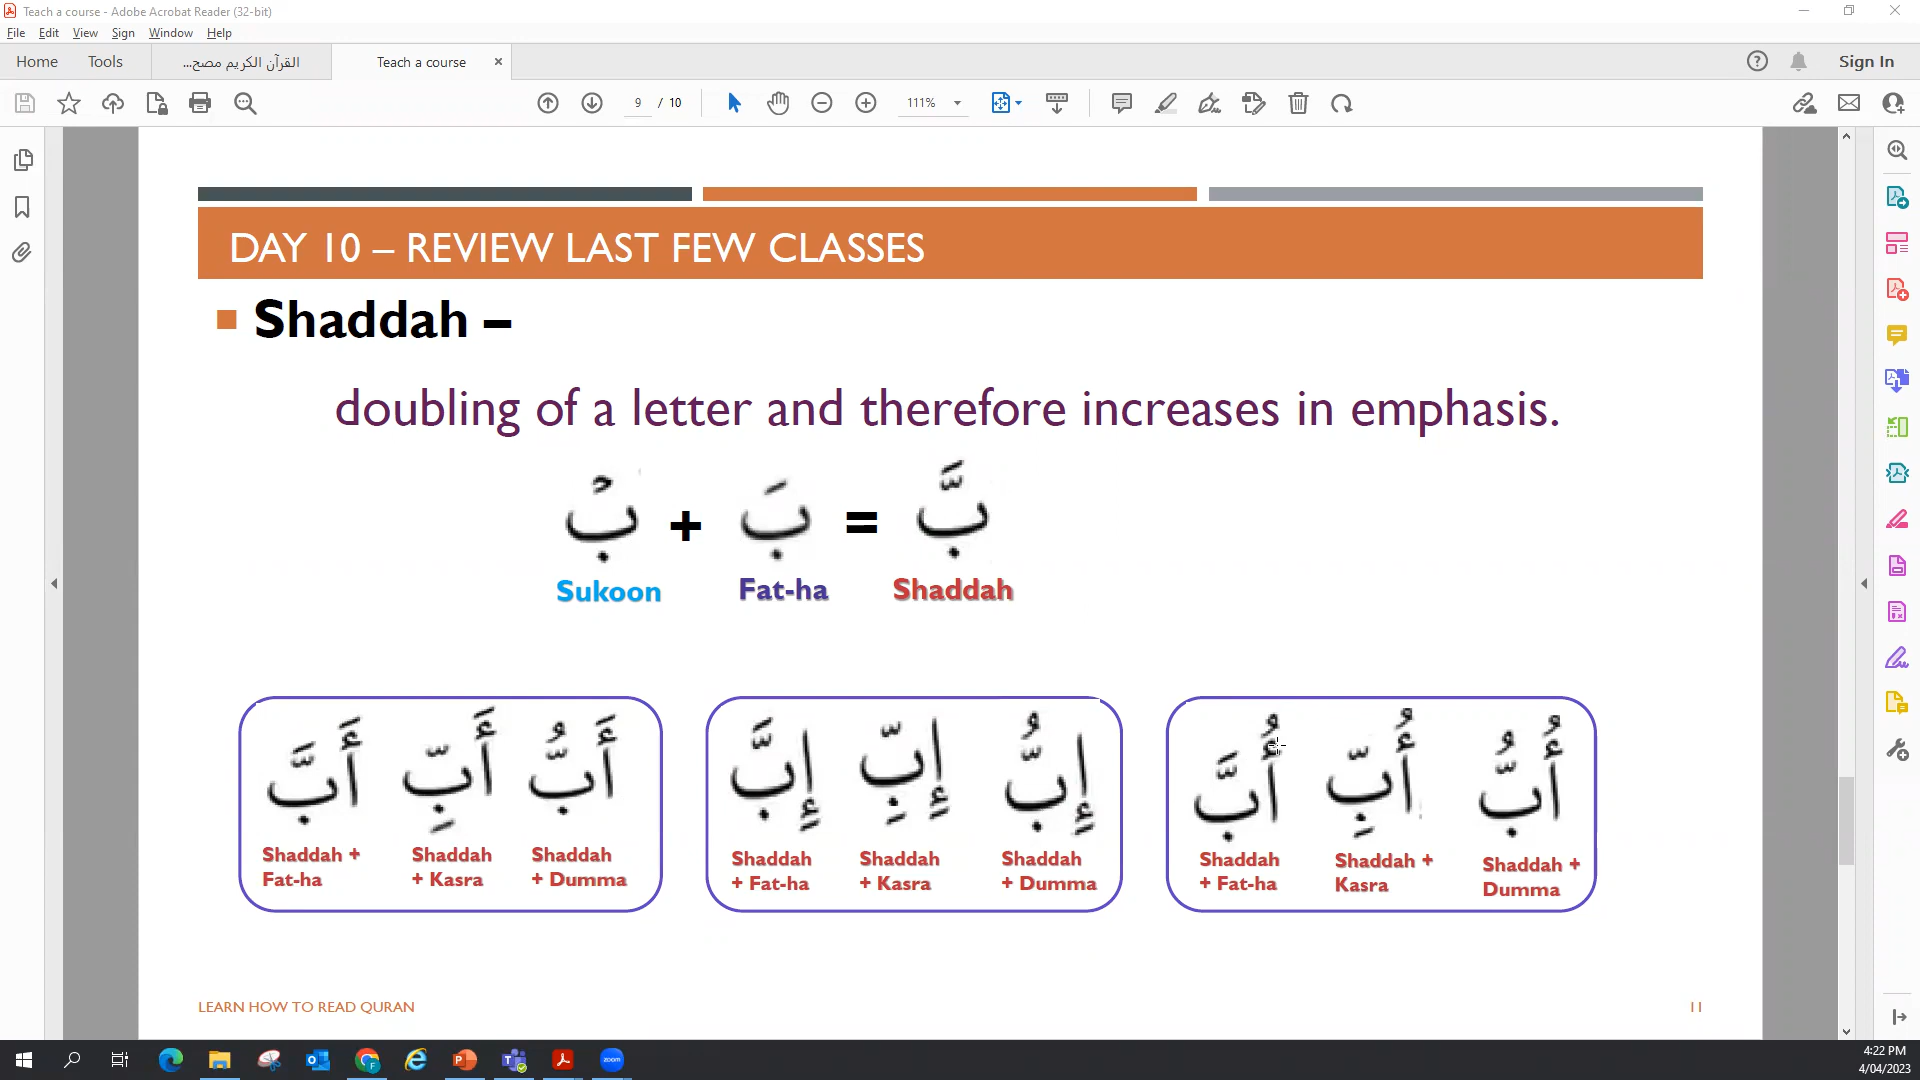 Teach a course - Adobe Acrobat Reader (32-bit)
File Edit View Sign Window Help
Home Tools القرآن الكريم مصح... Teach a course × Sign In
9 / 10 111%
DAY 10 – REVIEW LAST FEW CLASSES
Shaddah –
doubling of a letter and therefore increases in emphasis.
بْ + بَ = بَّ
Sukoon Fat-ha Shaddah
أَبَّ أَبِّ أَبُّ
Shaddah + Fat-ha
Shaddah + Kasra
Shaddah + Dumma
إِبَّ إِبِّ إِبُّ
Shaddah + Fat-ha
Shaddah + Kasra
Shaddah + Dumma
أُبَّ أُبِّ أُبُّ
Shaddah + Fat-ha
Shaddah + Kasra
Shaddah + Dumma
LEARN HOW TO READ QURAN 11
zoom
4:22 PM
4/04/2023